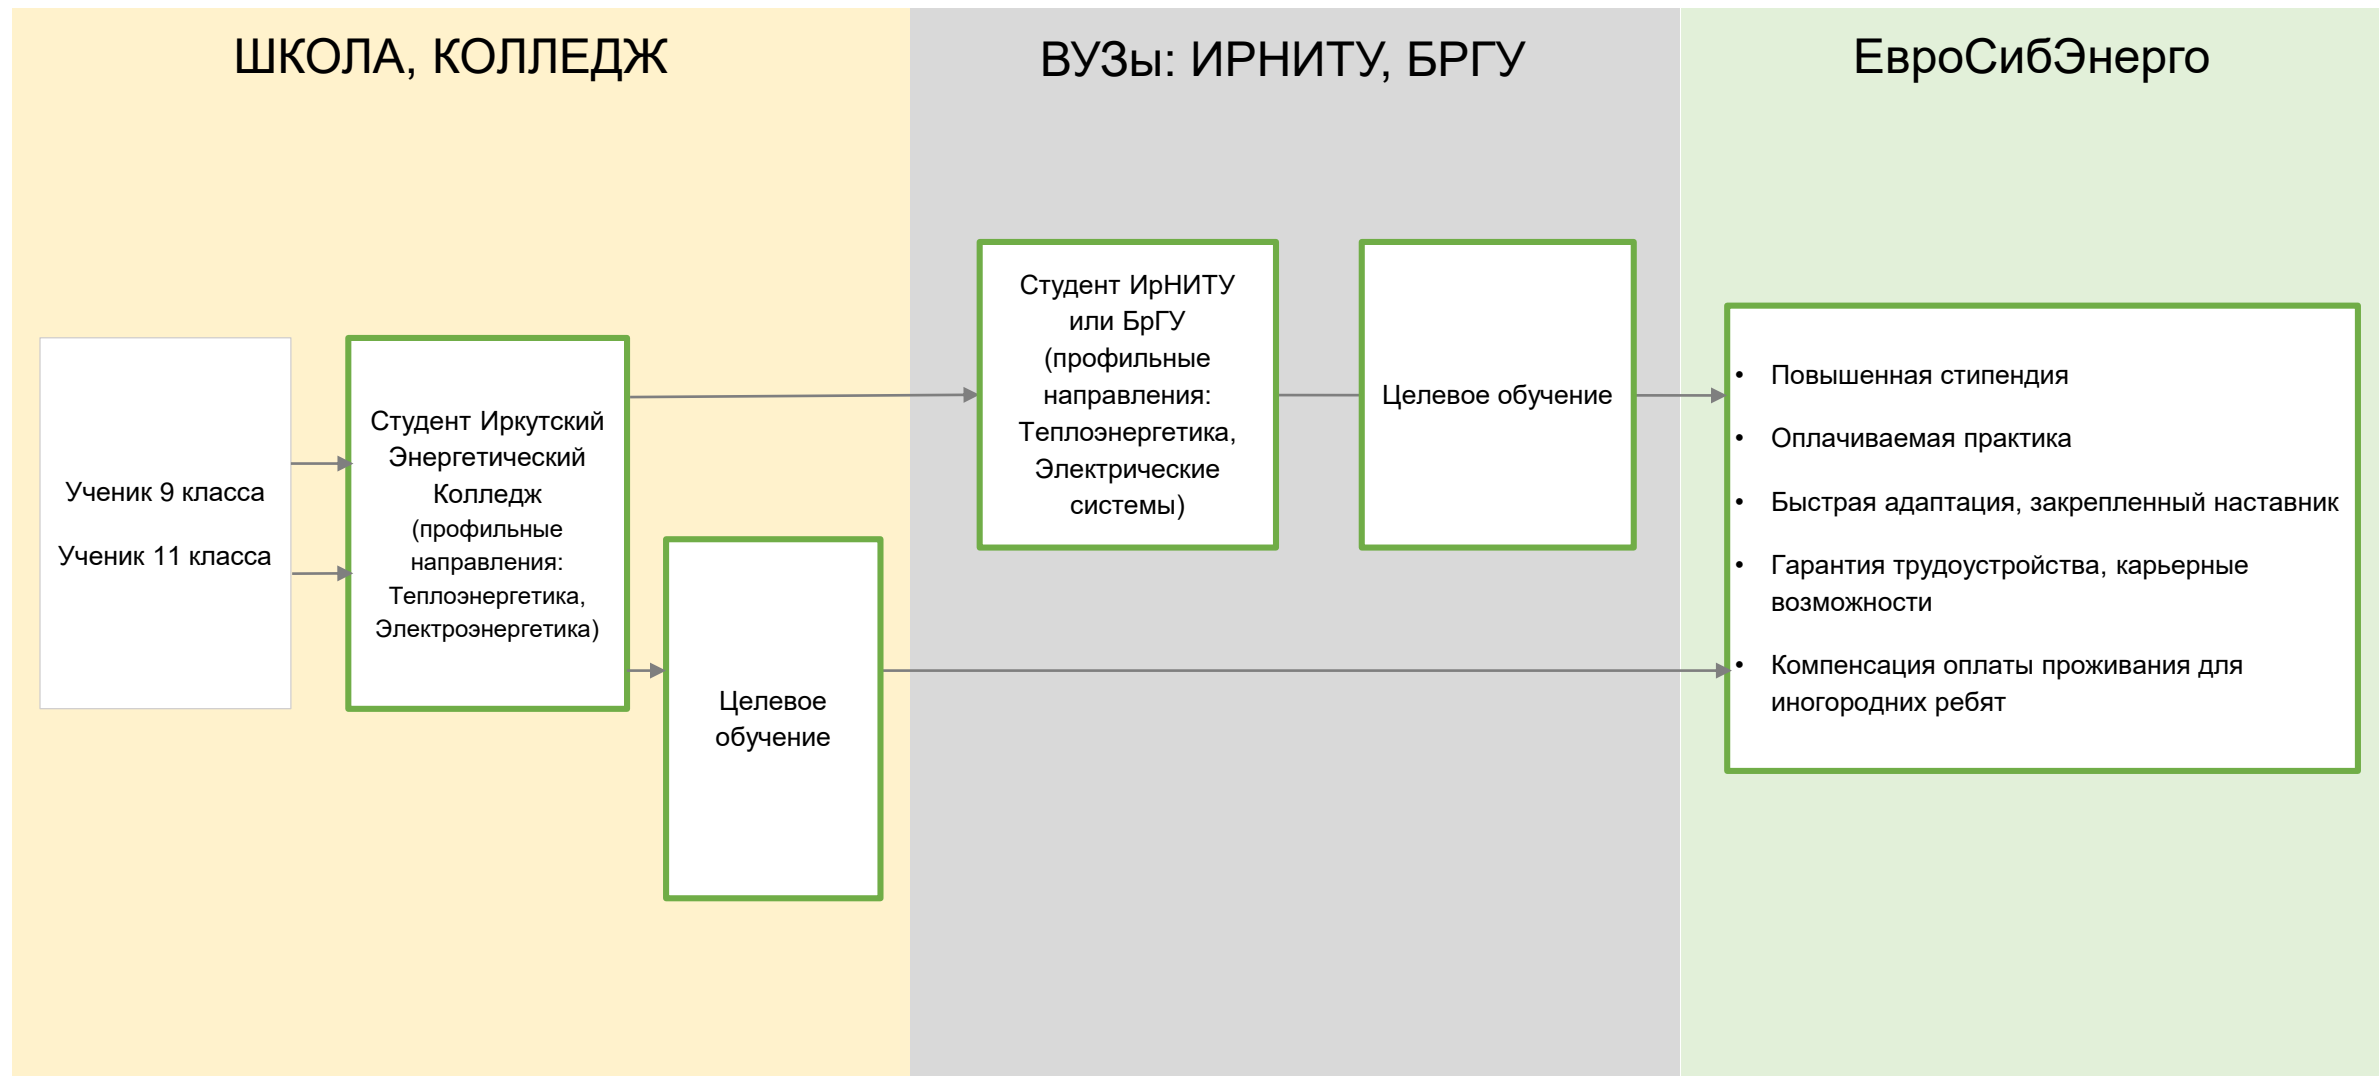 ШКОЛА, КОЛЛЕДЖ
ВУЗы: ИРНИТУ, БРГУ
ЕвроСибЭнерго
Ученик 9 класса
Ученик 11 класса
Студент Иркутский
Энергетический
Колледж
(профильные
направления:
Теплоэнергетика,
Электроэнергетика)
Целевое
обучение
Студент ИрНИТУ
или БрГУ
(профильные
направления:
Теплоэнергетика,
Электрические
системы)
Целевое обучение
• Повышенная стипендия
• Оплачиваемая практика
• Быстрая адаптация, закрепленный наставник
• Гарантия трудоустройства, карьерные
возможности
• Компенсация оплаты проживания для
иногородних ребят